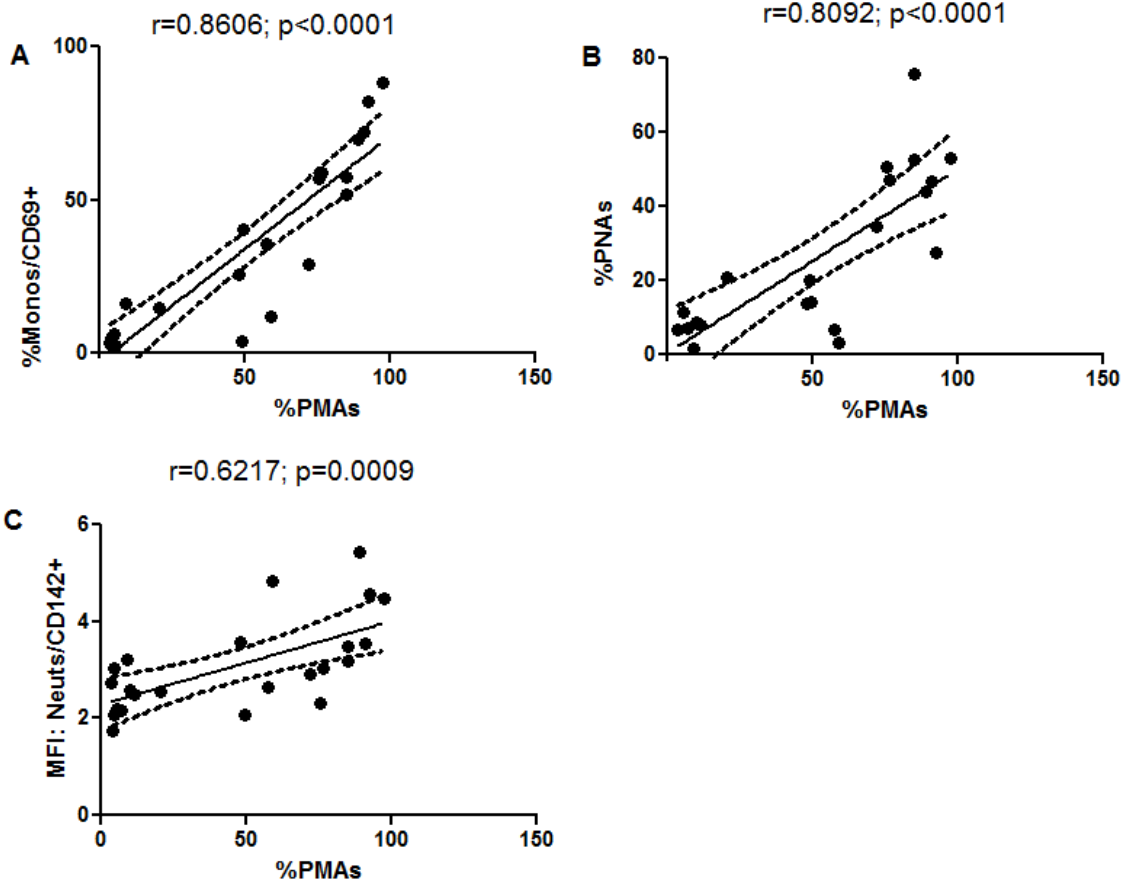 r=0.8606; p<0.0001
A
100
50
0
%Monos/CD69+
50
100
150
%PMAs
r=0.8092; p<0.0001
B
80
60
40
20
0
%PNAs
50
100
150
%PMAs
r=0.6217; p=0.0009
C
6
4
2
0
MFI: Neuts/CD142+
0
50
100
150
%PMAs